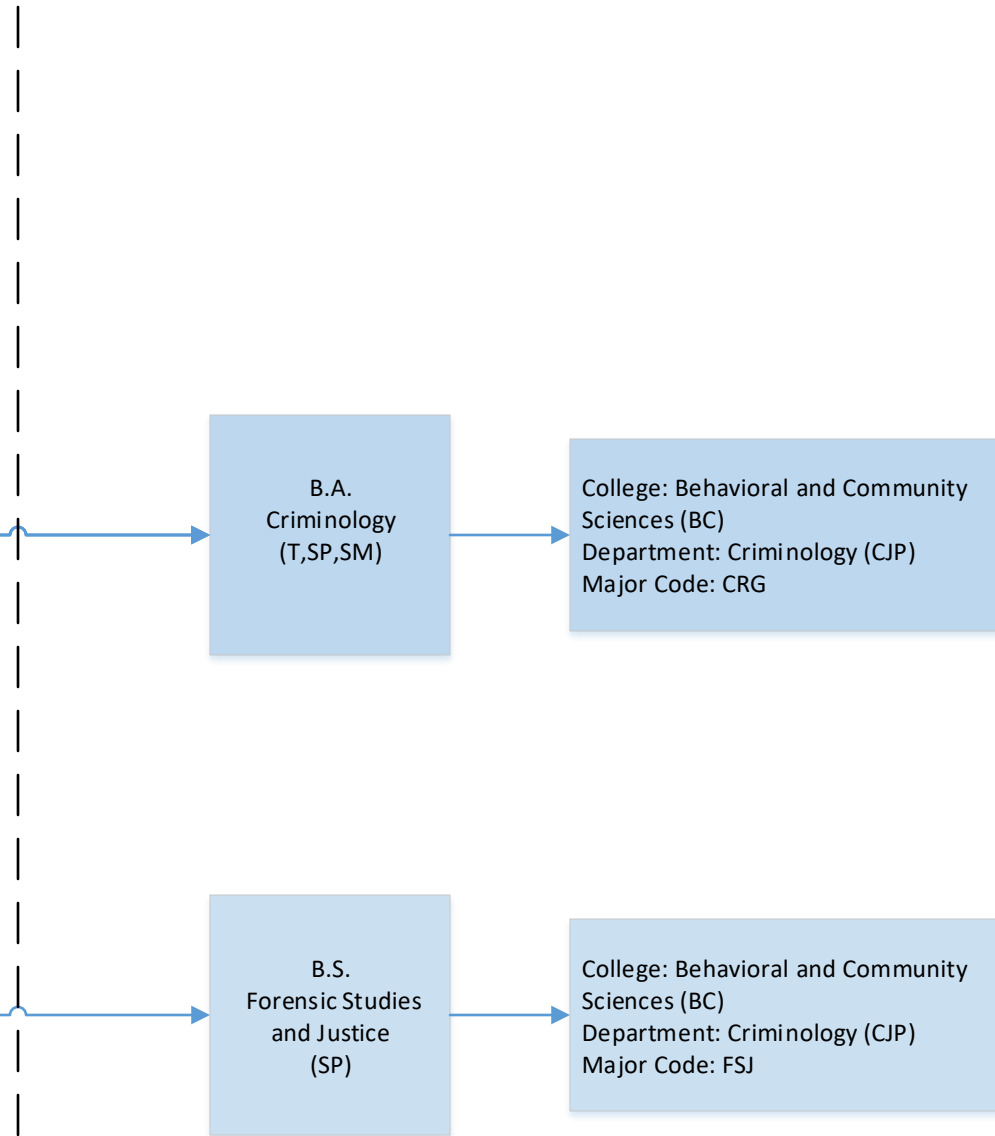 B.A.
Criminology
(T,SP,SM)
College: Behavioral and Community
Sciences (BC)
Department: Criminology (CJP)
Major Code: CRG
B.S.
Forensic Studies
and Justice
(SP)
College: Behavioral and Community
Sciences (BC)
Department: Criminology (CJP)
Major Code: FSJ